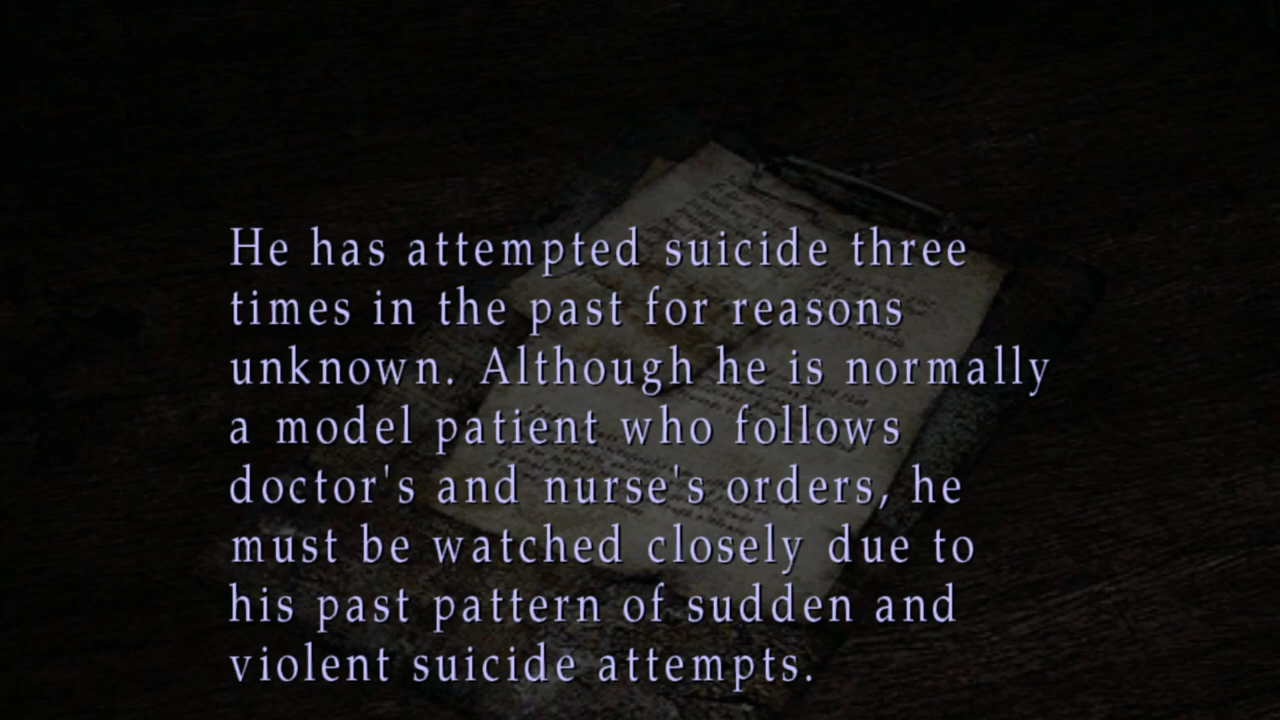 He has attempted suicide three
times in the past for reasons
unknown. Although he is normally
a model patient who follows
doctor's and nurse's orders, he
must be watched closely due to
his past pattern of sudden and
violent suicide attempts.